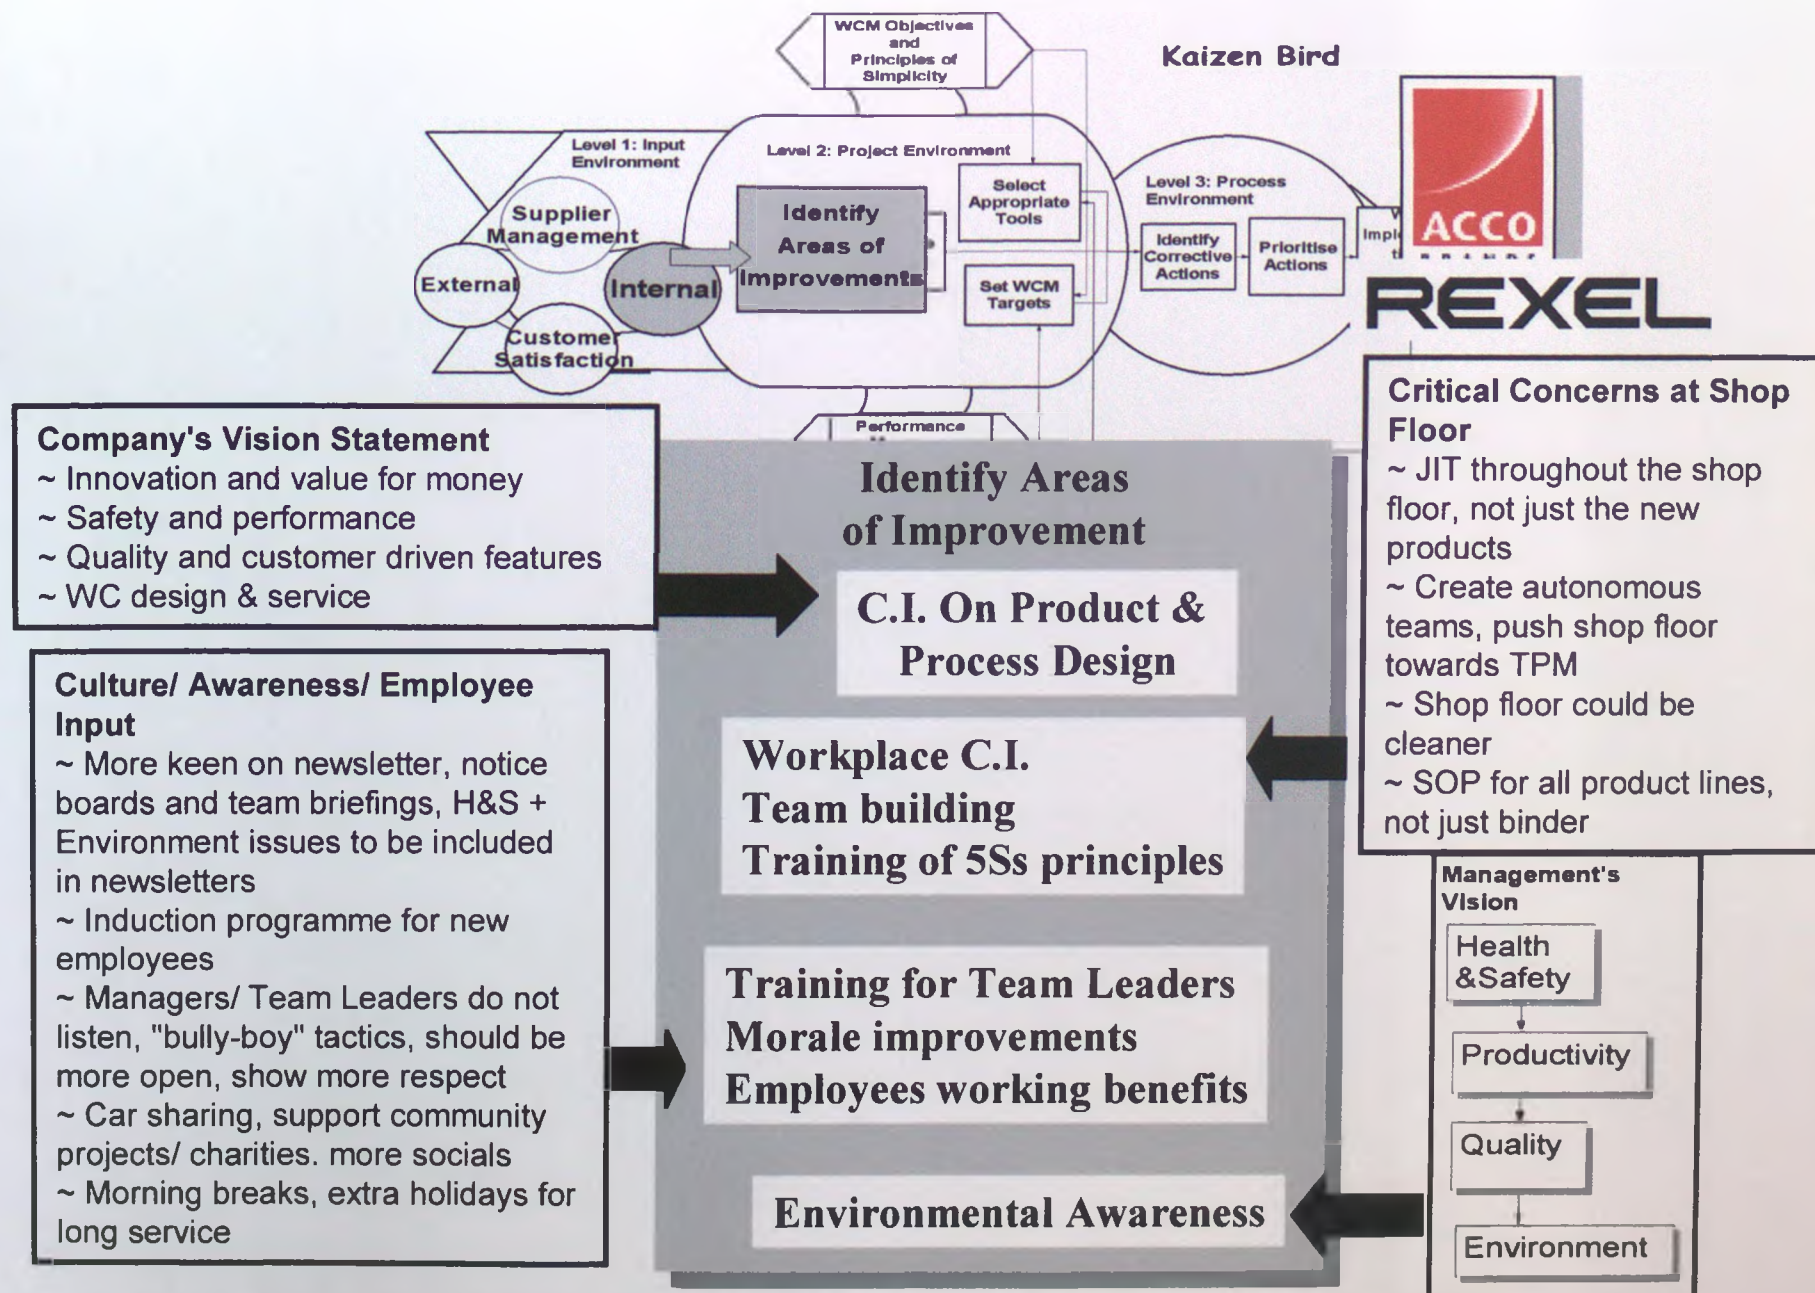 WCM Objectives
and
Principles of
Simplicity
Kaizen Bird
Level 1: Input
Environment
Supplier
Management
External
Internal
Customer
Satisfaction
Level 2: Project Environment
Identify
Areas of
Improvements
Select
Appropriate
Tools
Set WCM
Targets
Level 3: Process
Environment
Identify
Corrective
Actions
Prioritise
Actions
ACCO
REXEL
Performance
Company's Vision Statement
~ Innovation and value for money
~ Safety and performance
~ Quality and customer driven features
~ WC design & service
Culture/ Awareness/ Employee
Input
~ More keen on newsletter, notice
boards and team briefings, H&S +
Environment issues to be included
in newsletters
~ Induction programme for new
employees
~ Managers/ Team Leaders do not
listen, "bully-boy" tactics, should be
more open, show more respect
~ Car sharing, support community
projects/ charities. more socials
~ Morning breaks, extra holidays for
long service
Identify Areas
of Improvement
C.I. On Product &
Process Design
Workplace C.I.
Team building
Training of 5Ss principles
Training for Team Leaders
Morale improvements
Employees working benefits
Environmental Awareness
Critical Concerns at Shop
Floor
~ JIT throughout the shop
floor, not just the new
products
~ Create autonomous
teams, push shop floor
towards TPM
~ Shop floor could be
cleaner
~ SOP for all product lines,
not just binder
Management's
Vision
Health
&Safety
Productivity
Quality
Environment